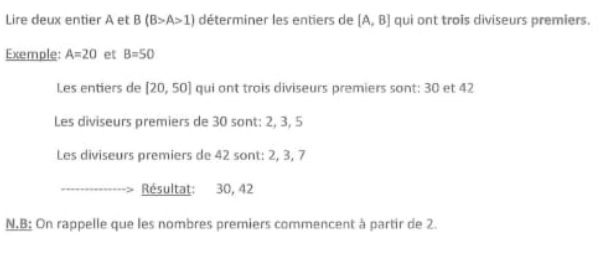 Lire deux entier A et B (B>A>1) déterminer les entiers de [A, B] qui ont trois diviseurs premiers.
Exemple: A=20 et B=50
Les entiers de [20, 50] qui ont trois diviseurs premiers sont: 30 et 42
Les diviseurs premiers de 30 sont: 2, 3, 5
Les diviseurs premiers de 42 sont: 2, 3, 7
--------------> Résultat: 30, 42
N.B: On rappelle que les nombres premiers commencent à partir de 2.